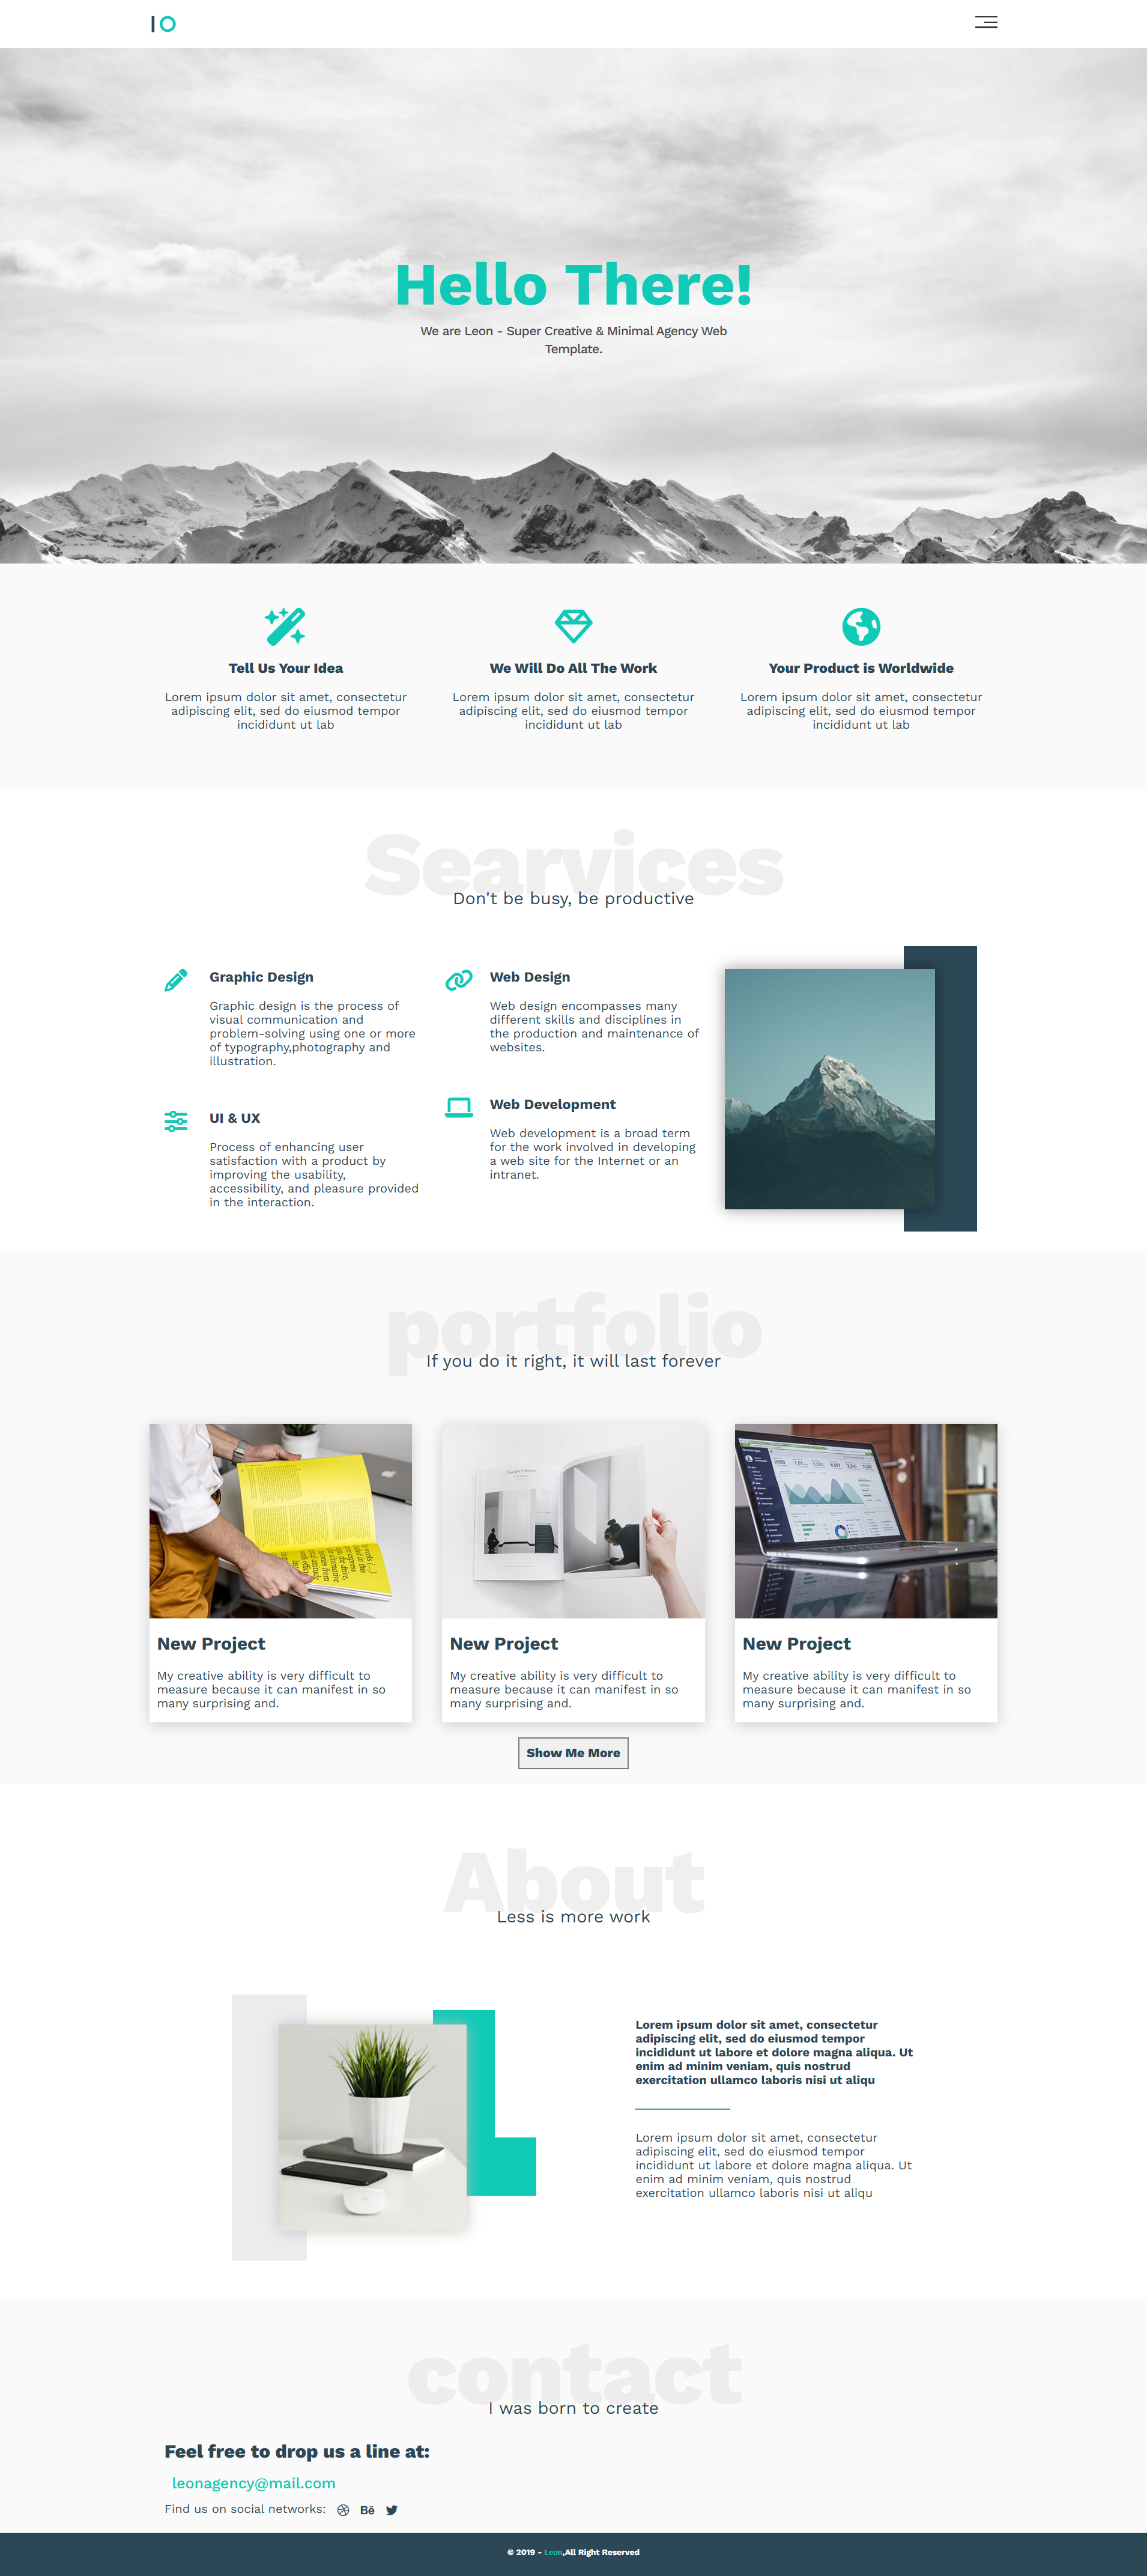 IO
Hello There!
We are Leon - Super Creative & Minimal Agency Web
Template.
Tell Us Your Idea
Lorem ipsum dolor sit amet, consectetur
adipiscing elit, sed do eiusmod tempor
incididunt ut lab
We Will Do All The Work
Lorem ipsum dolor sit amet, consectetur
adipiscing elit, sed do eiusmod tempor
incididunt ut lab
Your Product is Worldwide
Lorem ipsum dolor sit amet, consectetur
adipiscing elit, sed do eiusmod tempor
incididunt ut lab
Searvices
Don't be busy, be productive
Graphic Design
Graphic design is the process of
visual communication and
problem-solving using one or more
of typography,photography and
illustration.
UI & UX
Process of enhancing user
satisfaction with a product by
improving the usability,
accessibility, and pleasure provided
in the interaction.
Web Design
Web design encompasses many
different skills and disciplines in
the production and maintenance of
websites.
Web Development
Web development is a broad term
for the work involved in developing
a web site for the Internet or an
intranet.
portfolio
If you do it right, it will last forever
New Project
My creative ability is very difficult to
measure because it can manifest in so
many surprising and.
New Project
My creative ability is very difficult to
measure because it can manifest in so
many surprising and.
New Project
My creative ability is very difficult to
measure because it can manifest in so
many surprising and.
Show Me More
About
Less is more work
Lorem ipsum dolor sit amet, consectetur
adipiscing elit, sed do eiusmod tempor
incididunt ut labore et dolore magna aliqua. Ut
enim ad minim veniam, quis nostrud
exercitation ullamco laboris nisi ut aliqu
Lorem ipsum dolor sit amet, consectetur
adipiscing elit, sed do eiusmod tempor
incididunt ut labore et dolore magna aliqua. Ut
enim ad minim veniam, quis nostrud
exercitation ullamco laboris nisi ut aliqu
contact
I was born to create
Feel free to drop us a line at:
leonagency@mail.com
Find us on social networks: Bē
© 2019 - Leon,All Right Reserved